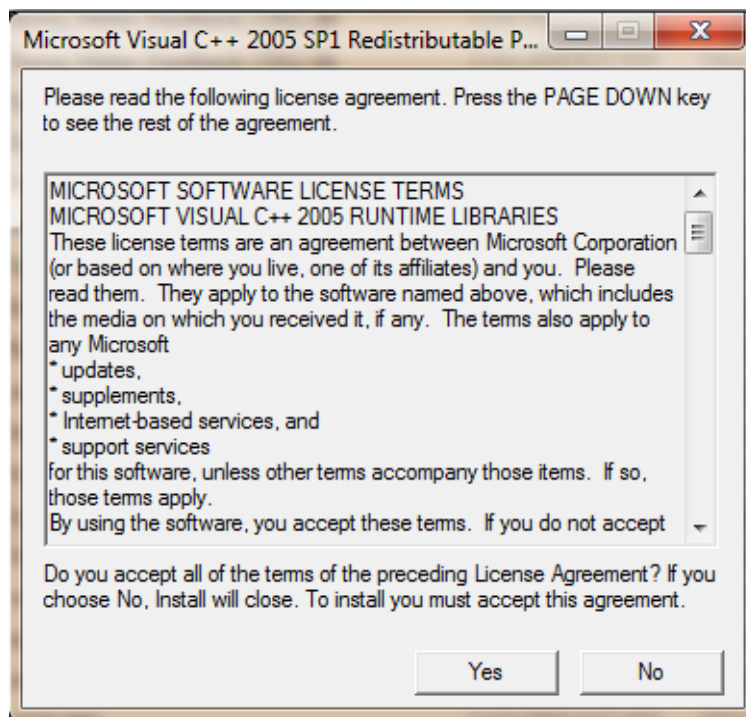 Microsoft Visual C++ 2005 SP1 Redistributable P...
Please read the following license agreement. Press the PAGE DOWN key
to see the rest of the agreement.
MICROSOFT SOFTWARE LICENSE TERMS
MICROSOFT VISUAL C++ 2005 RUNTIME LIBRARIES
These license terms are an agreement between Microsoft Corporation
(or based on where you live, one of its affiliates) and you.  Please
read them.  They apply to the software named above, which includes
the media on which you received it, if any.  The terms also apply to
any Microsoft
* updates,
* supplements,
* Internet-based services, and
* support services
for this software, unless other terms accompany those items.  If so,
those terms apply.
By using the software, you accept these terms.  If you do not accept
Do you accept all of the terms of the preceding License Agreement? If you
choose No, Install will close. To install you must accept this agreement.
Yes No